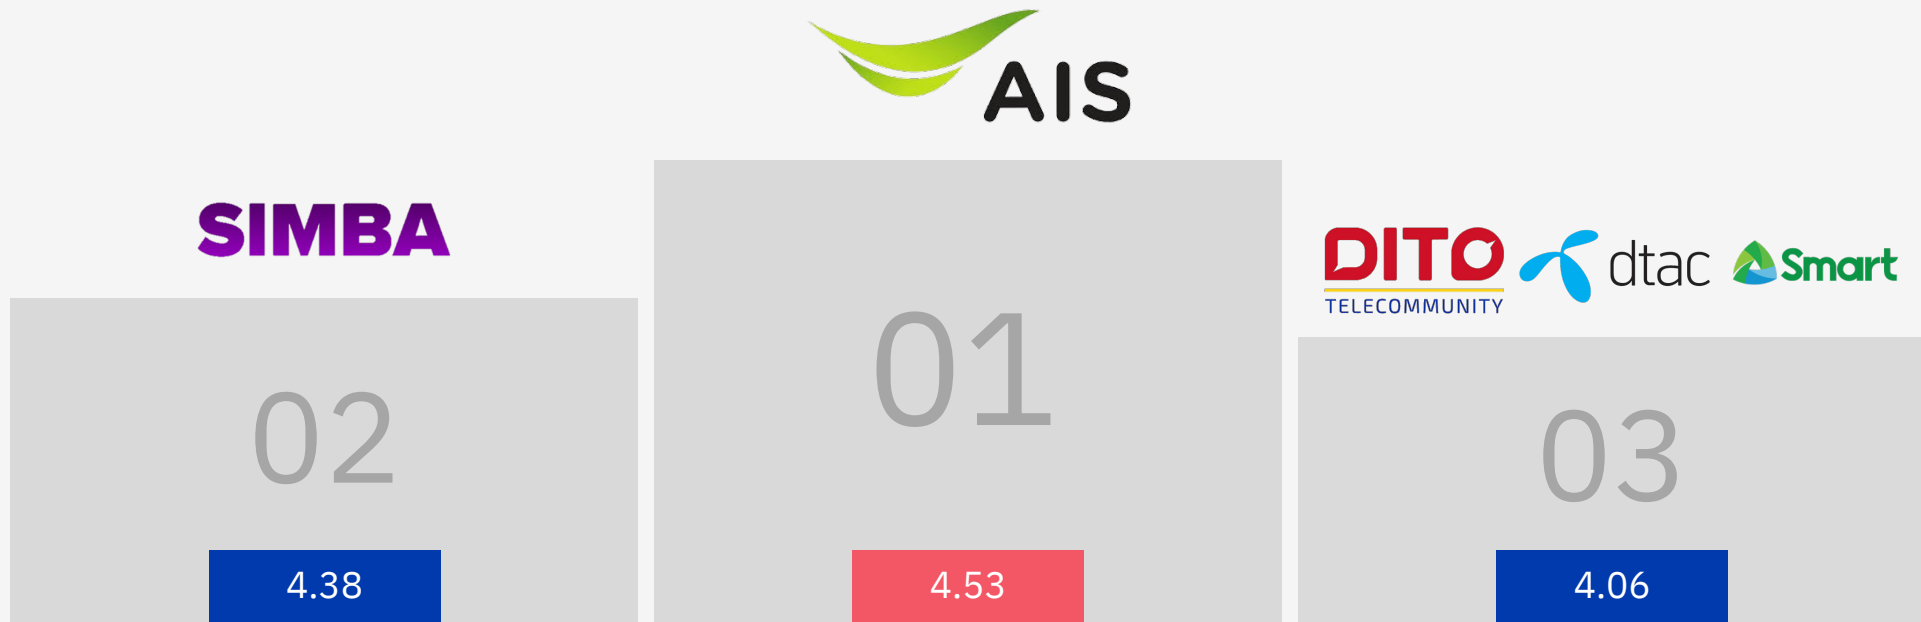 AIS
SIMBA
DITO
TELECOMMUNITY
dtac
Smart
02
01
03
4.38
4.53
4.06